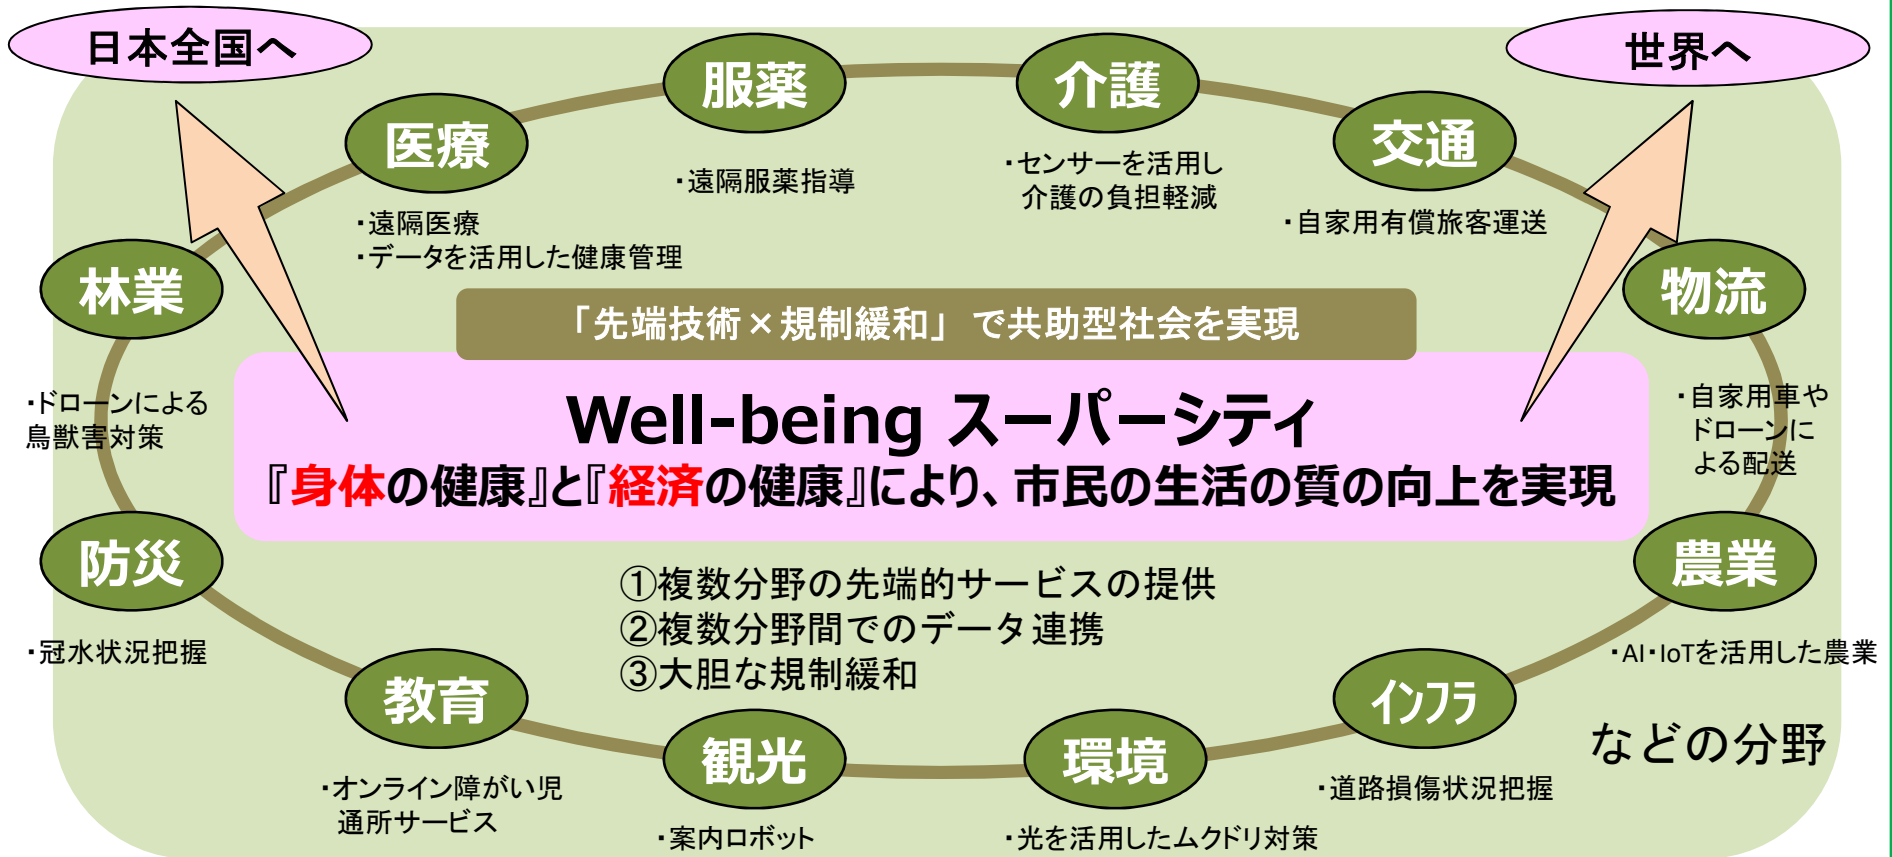 日本全国へ
世界へ
服薬
・遠隔服薬指導
介護
・センサーを活用し
介護の負担軽減
医療
・遠隔医療
・データを活用した健康管理
交通
・自家用有償旅客運送
林業
・ドローンによる
鳥獣害対策
物流
・自家用車や
ドローンに
よる配送
「先端技術×規制緩和」で共助型社会を実現
Well-being スーパーシティ
『身体の健康』と『経済の健康』により、市民の生活の質の向上を実現
①複数分野の先端的サービスの提供
②複数分野間でのデータ連携
③大胆な規制緩和
防災
・冠水状況把握
農業
・AI・IoTを活用した農業
教育
・オンライン障がい児
通所サービス
観光
・案内ロボット
環境
・光を活用したムクドリ対策
インフラ
・道路損傷状況把握
などの分野